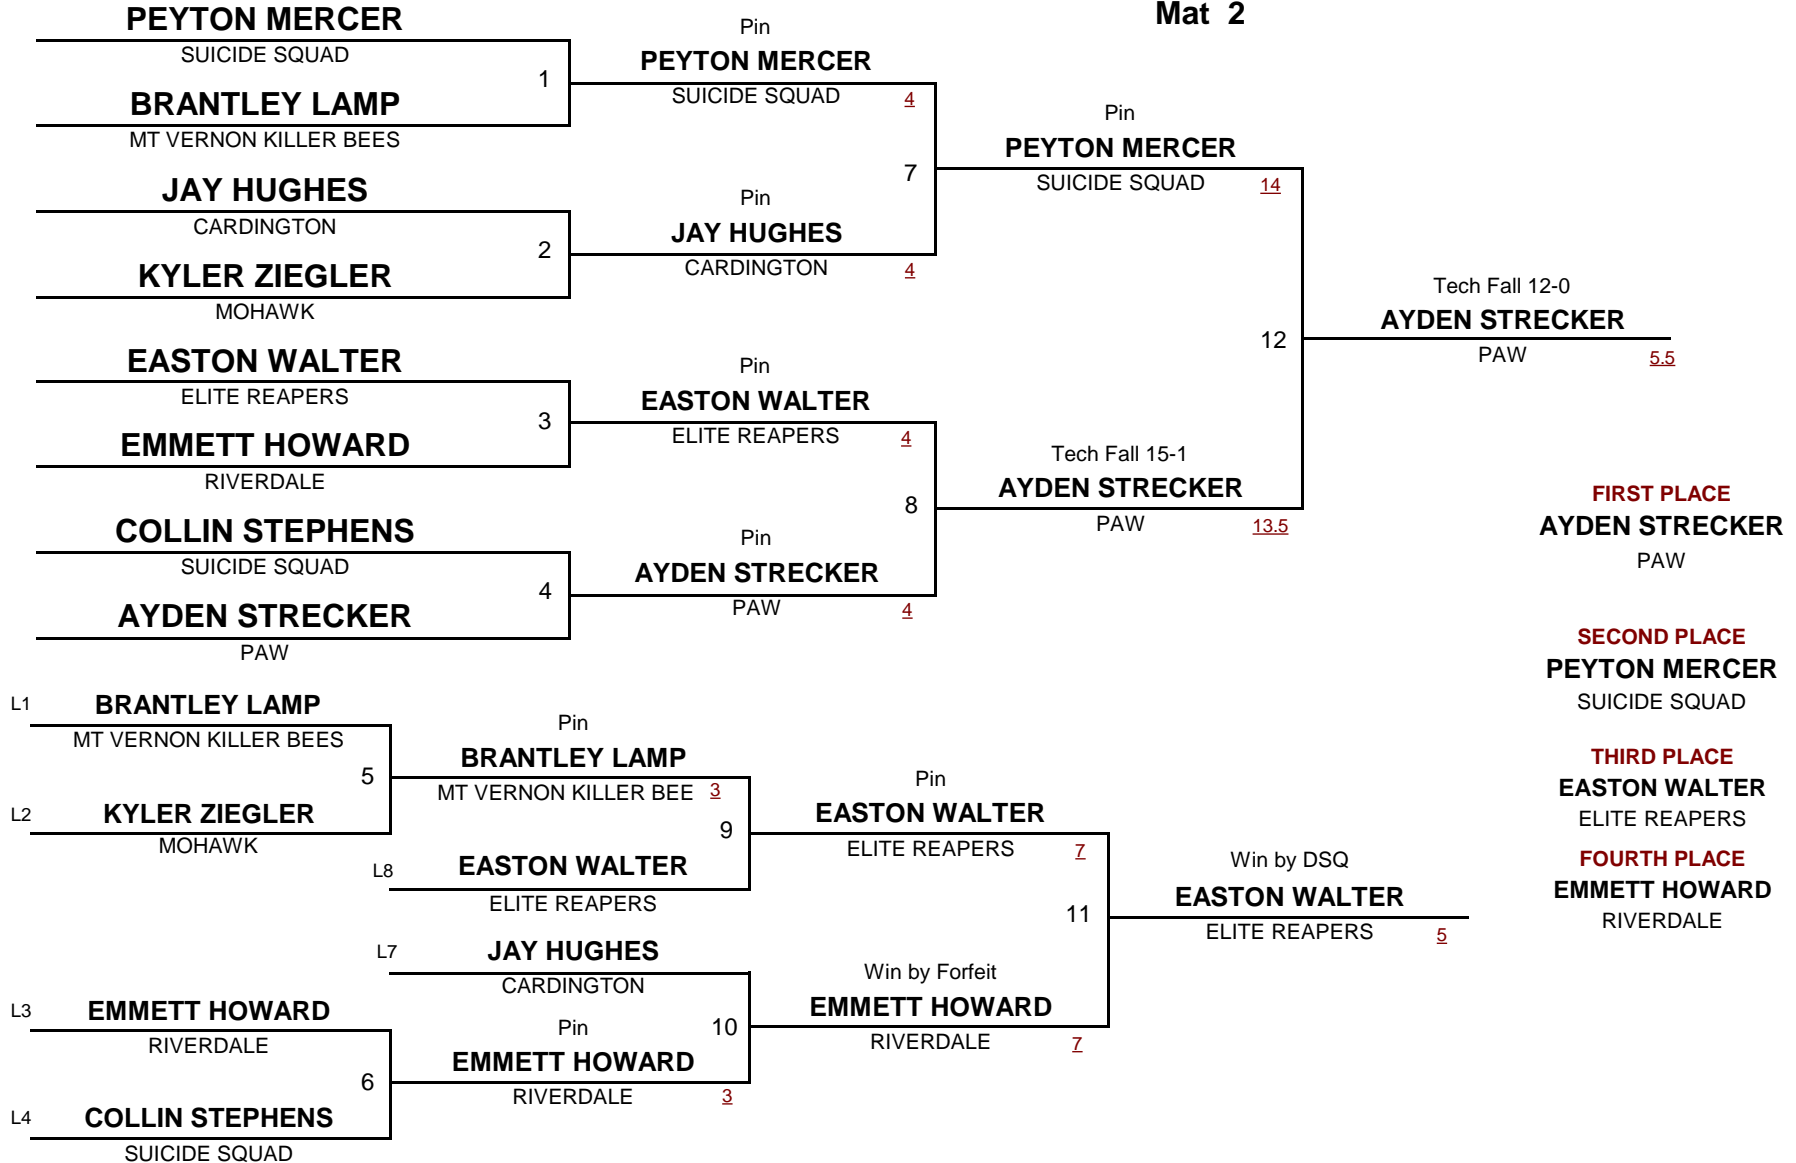 Mat 2
PEYTON MERCER
SUICIDE SQUAD
1
BRANTLEY LAMP
MT VERNON KILLER BEES
JAY HUGHES
CARDINGTON
2
KYLER ZIEGLER
MOHAWK
EASTON WALTER
ELITE REAPERS
3
EMMETT HOWARD
RIVERDALE
COLLIN STEPHENS
SUICIDE SQUAD
4
AYDEN STRECKER
PAW
Pin
PEYTON MERCER
SUICIDE SQUAD 4
7
Pin
JAY HUGHES
CARDINGTON 4
Pin
EASTON WALTER
ELITE REAPERS 4
8
Pin
AYDEN STRECKER
PAW 4
Pin
PEYTON MERCER
SUICIDE SQUAD 14
12
Tech Fall 15-1
AYDEN STRECKER
PAW 13.5
Tech Fall 12-0
AYDEN STRECKER
PAW 5.5
FIRST PLACE
AYDEN STRECKER
PAW
SECOND PLACE
PEYTON MERCER
SUICIDE SQUAD
THIRD PLACE
EASTON WALTER
ELITE REAPERS
FOURTH PLACE
EMMETT HOWARD
RIVERDALE
L1 BRANTLEY LAMP
MT VERNON KILLER BEES
5
L2 KYLER ZIEGLER
MOHAWK
Pin
BRANTLEY LAMP
MT VERNON KILLER BEE 3
9
L8 EASTON WALTER
ELITE REAPERS
L7 JAY HUGHES
CARDINGTON
10
L3 EMMETT HOWARD
RIVERDALE
6
L4 COLLIN STEPHENS
SUICIDE SQUAD
Pin
EMMETT HOWARD
RIVERDALE 3
Pin
EASTON WALTER
ELITE REAPERS 7
11
Win by Forfeit
EMMETT HOWARD
RIVERDALE 7
Win by DSQ
EASTON WALTER
ELITE REAPERS 5